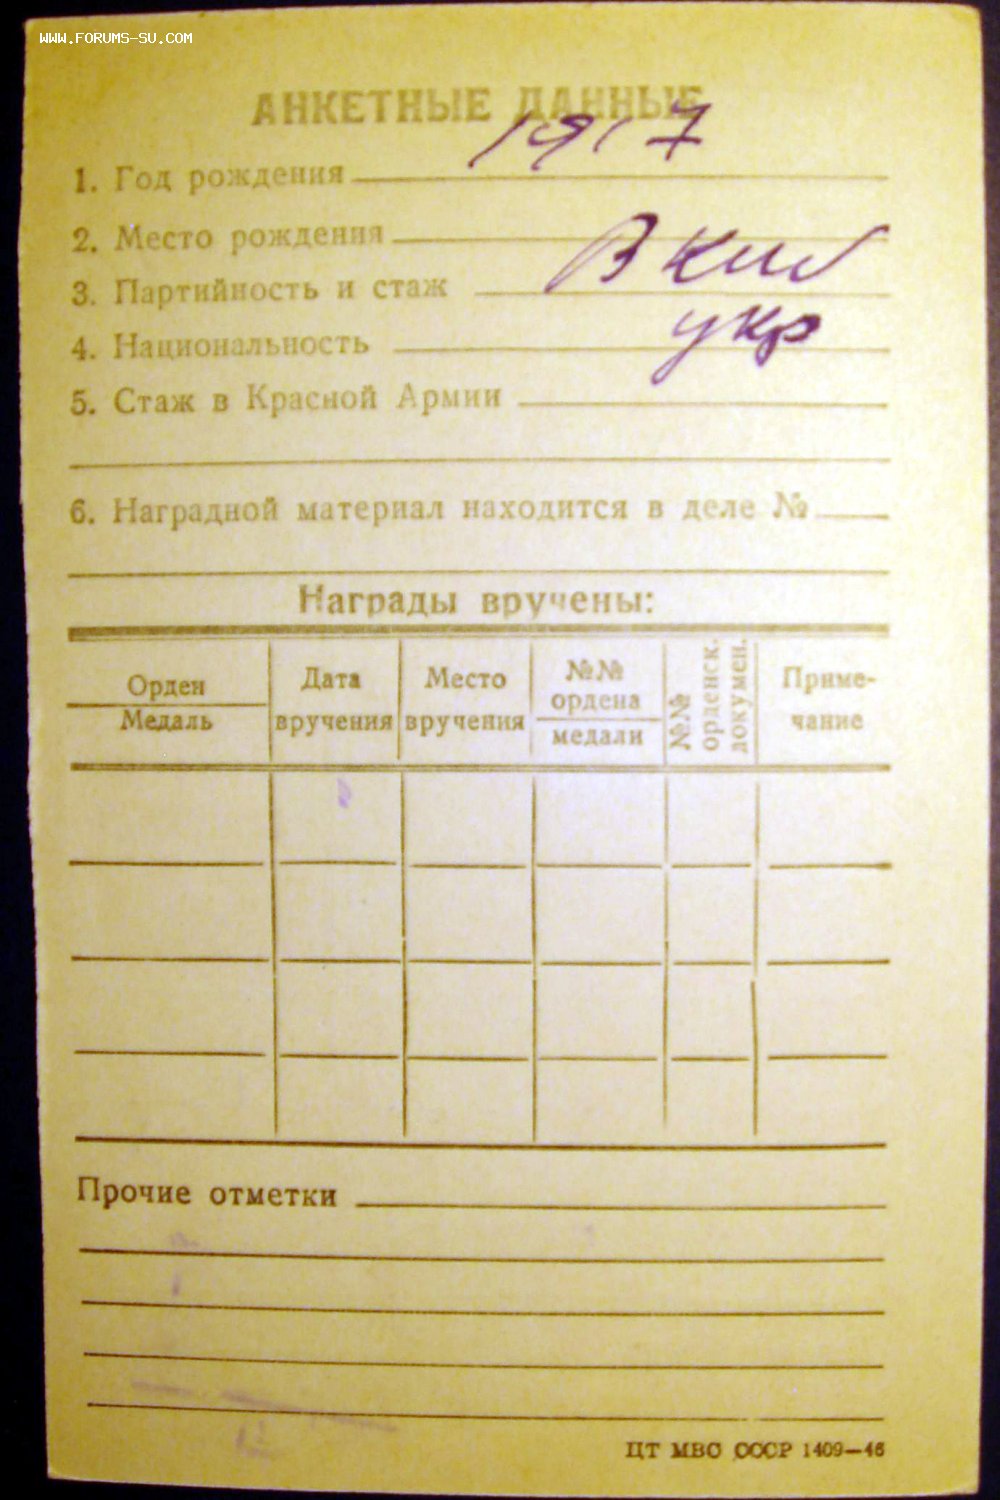 WWW.FORUMS-SU.COM
АНКЕТНЫЕ ДАННЫЕ
1. Год рождения 1917
2. Место рождения
3. Партийность и стаж
4. Национальность укр
5. Стаж в Красной Армии
6. Наградной материал находится в деле №
Награды вручены:
Орден
Медаль
Дата
вручения
Место
вручения
№№
ордена
медали
№№
орденск.
докумен.
Приме-
чание
Прочие отметки
ЦТ МВС СССР 1409—46